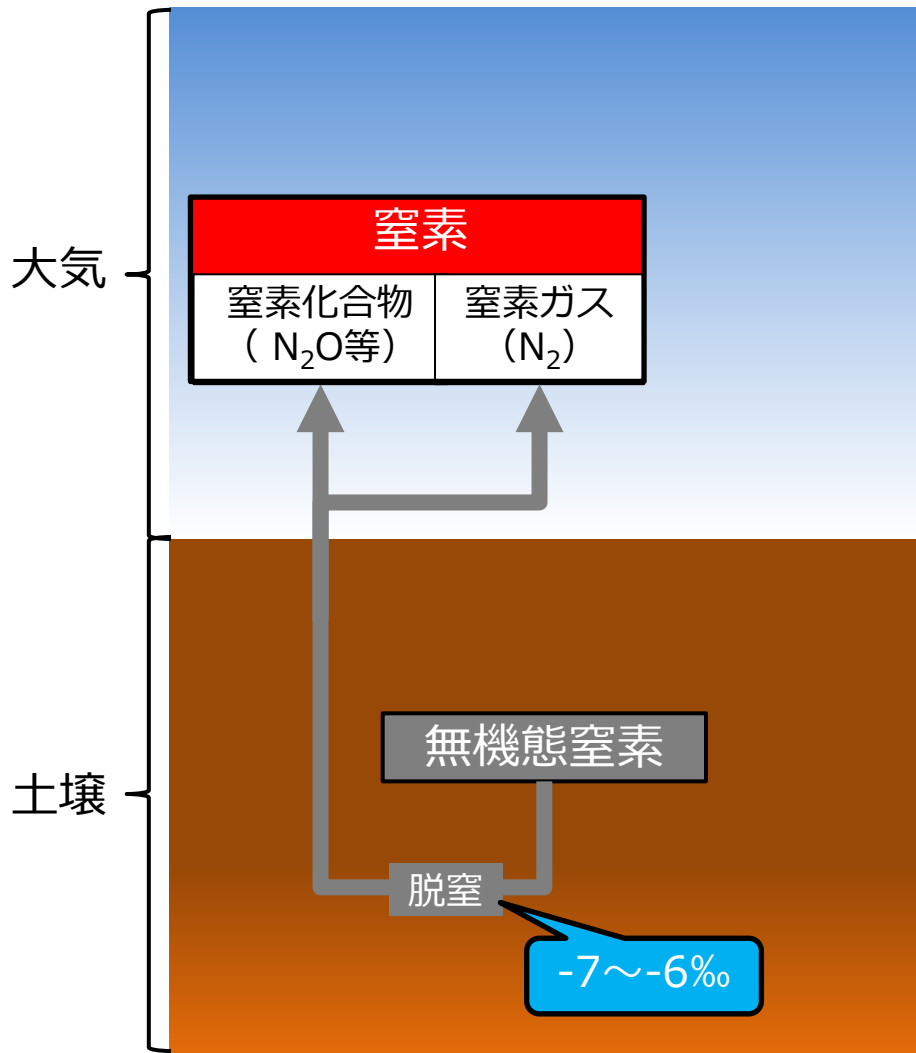 大気
窒素
窒素化合物
（ N₂O等）
窒素ガス
（N₂）
土壌
無機態窒素
脱窒
-7～-6‰